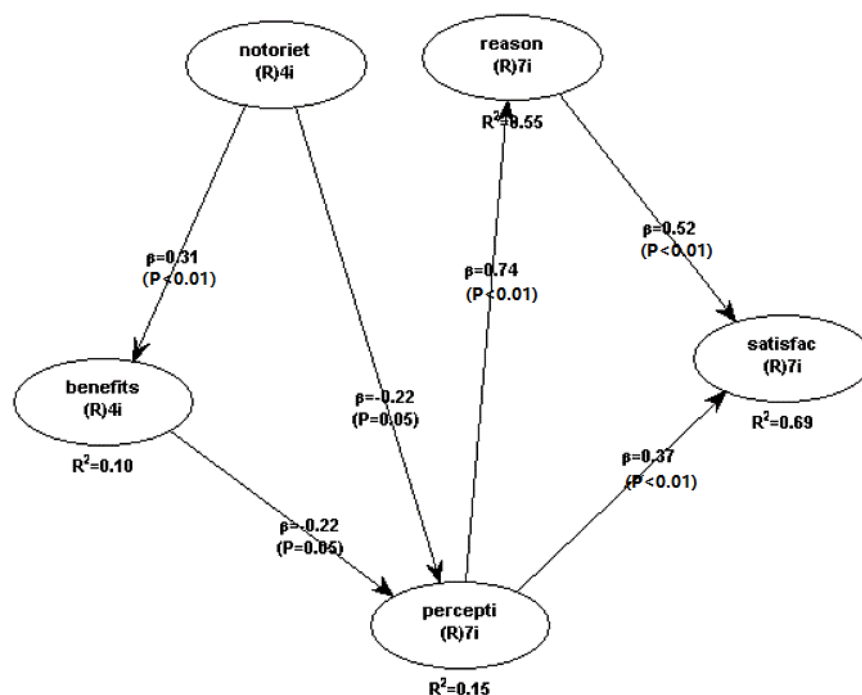 notoriet
(R)4i
reason
(R)7i
R²=0.55
β=0.31
(P<0.01)
β=0.74
(P<0.01)
β=0.52
(P<0.01)
satisfac
(R)7i
R²=0.69
benefits
(R)4i
R²=0.10
β=-0.22
(P=0.05)
β=0.37
(P<0.01)
β=-0.22
(P=0.05)
percepti
(R)7i
R²=0.15